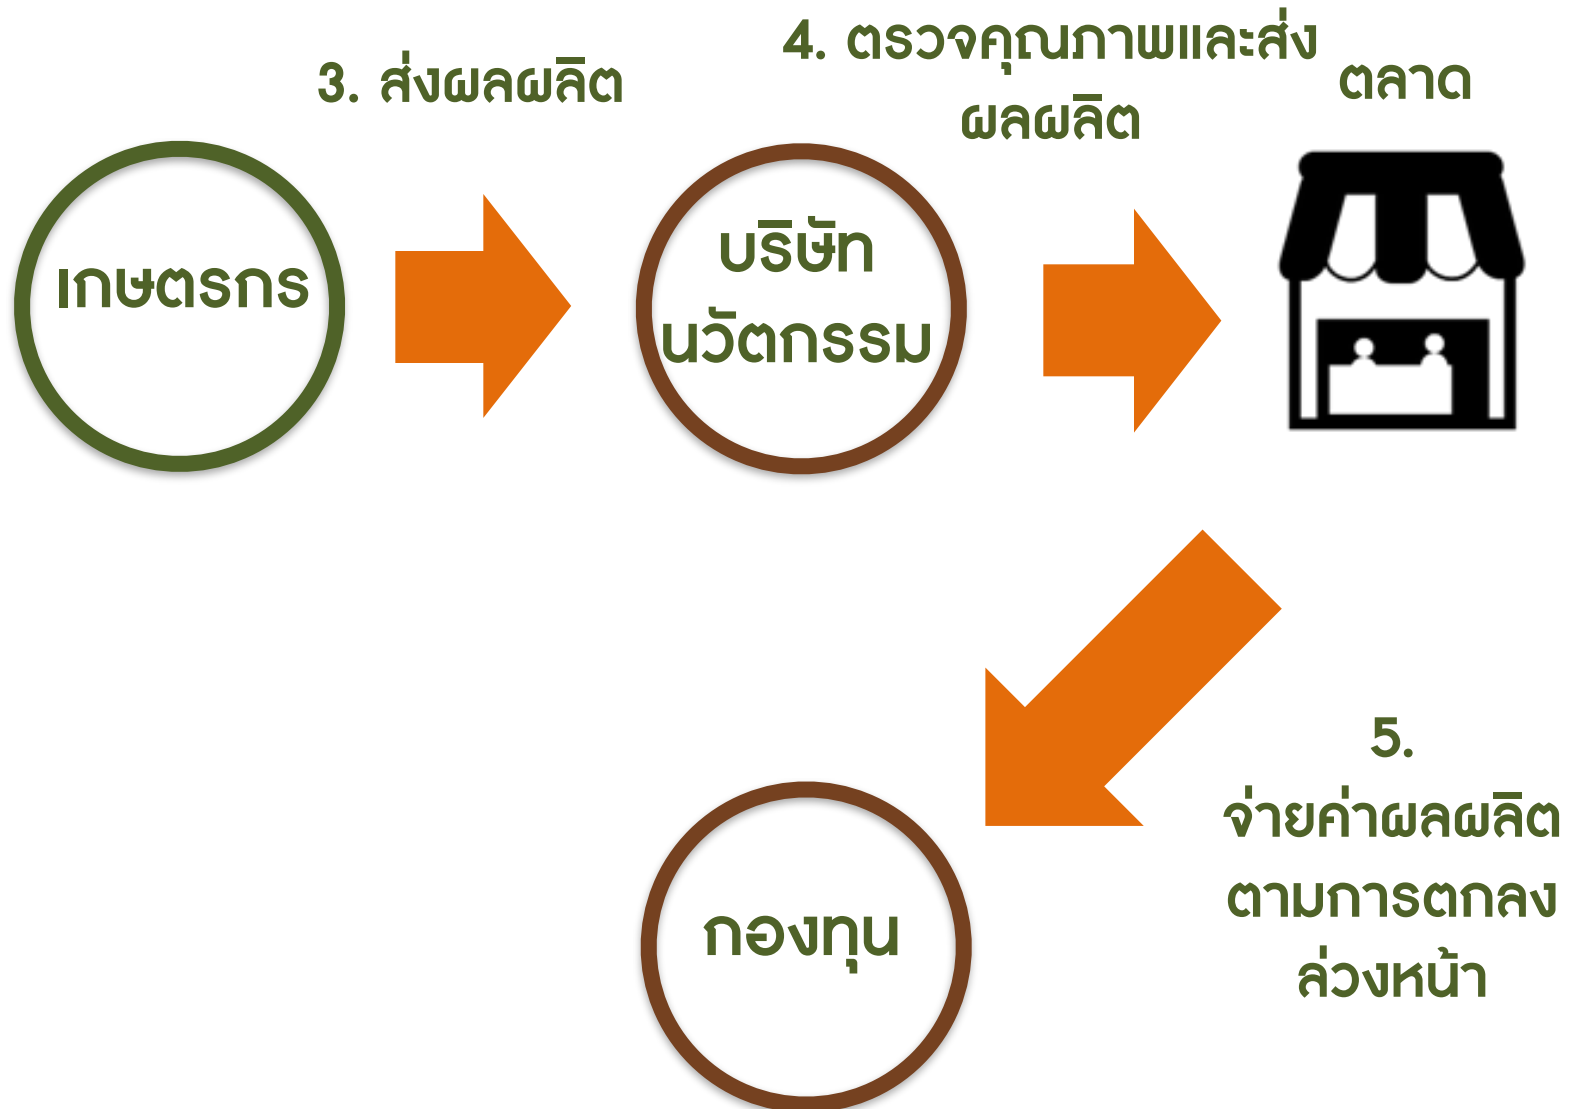 3. ส่งผลผลิต
4. ตรวจคุณภาพและส่ง
ผลผลิต
ตลาด
เกษตรกร
บริษัท
นวัตกรรม
5.
จ่ายค่าผลผลิต
ตามการตกลง
ล่วงหน้า
กองทุน